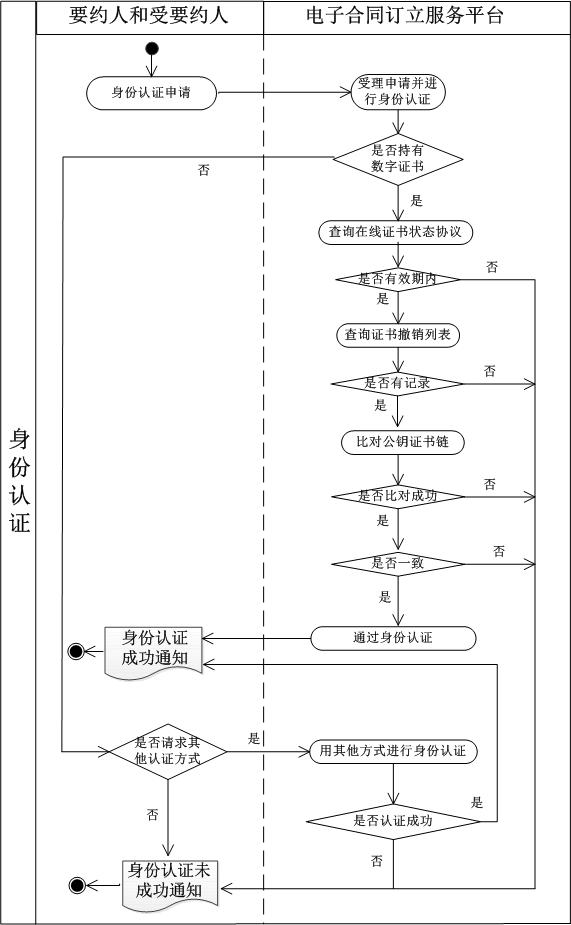 要约人和受要约人
电子合同订立服务平台
身份认证
身份认证申请
受理申请并进
行身份认证
是否持有
数字证书
否
是
查询在线证书状态协议
是否有效期内
否
是
查询证书撤销列表
是否有记录
否
是
比对公钥证书链
是否比对成功
否
是
是否一致
否
是
通过身份认证
身份认证
成功通知
是否请求其
他认证方式
是
用其他方式进行身份认证
否
是否认证成功
是
否
身份认证未
成功通知